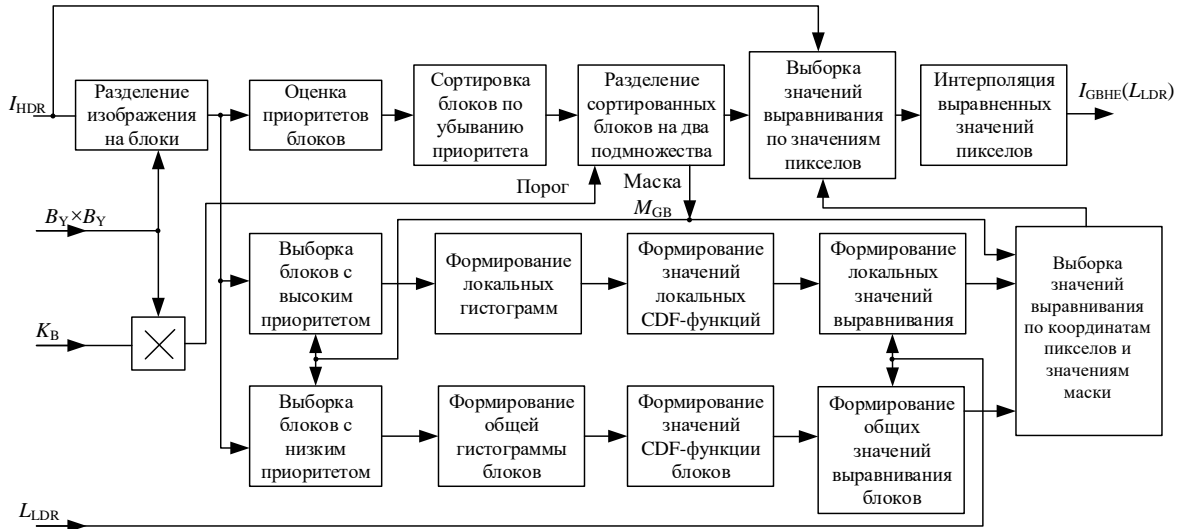 I_HDR
Разделение
изображения
на блоки
Оценка
приоритетов
блоков
Сортировка
блоков по
убыванию
приоритета
Разделение
сортированных
блоков на два
подмножества
Выборка
значений
выравнивания
по значениям
пикселов
Интерполяция
выравненных
значений
пикселов
I_GBHE(L_LDR)
Порог
Маска
M_GB
B_Y×B_Y
K_B
Выборка
блоков с
высоким
приоритетом
Формирование
локальных
гистограмм
Формирование
значений
локальных
CDF-функций
Формирование
локальных
значений
выравнивания
Выборка
значений
выравнивания
по координатам
пикселов и
значениям
маски
Выборка
блоков с
низким
приоритетом
Формирование
общей
гистограммы
блоков
Формирование
значений
CDF-функции
блоков
Формирование
общих
значений
выравнивания
блоков
L_LDR